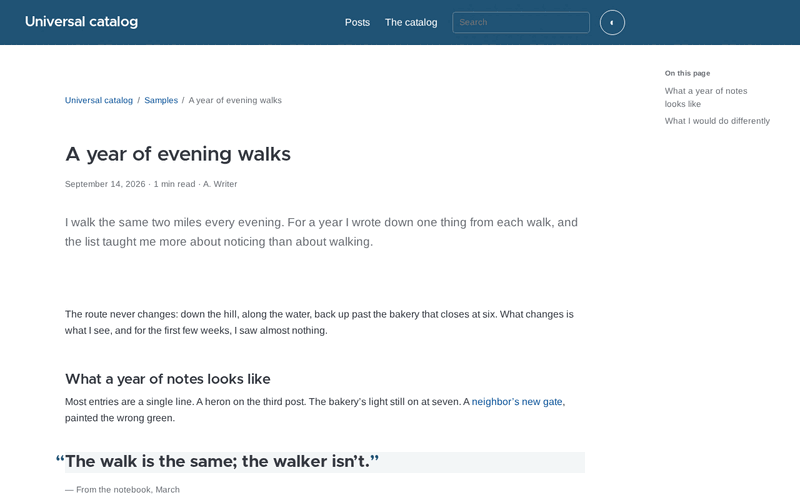 Universal catalog
Posts
The catalog
Search
On this page
What a year of notes
looks like
What I would do differently
Universal catalog / Samples / A year of evening walks
A year of evening walks
September 14, 2026 · 1 min read · A. Writer
I walk the same two miles every evening. For a year I wrote down one thing from each walk, and
the list taught me more about noticing than about walking.
The route never changes: down the hill, along the water, back up past the bakery that closes at six. What changes is
what I see, and for the first few weeks, I saw almost nothing.
What a year of notes looks like
Most entries are a single line. A heron on the third post. The bakery’s light still on at seven. A neighbor’s new gate,
painted the wrong green.
“The walk is the same; the walker isn’t.”
— From the notebook, March